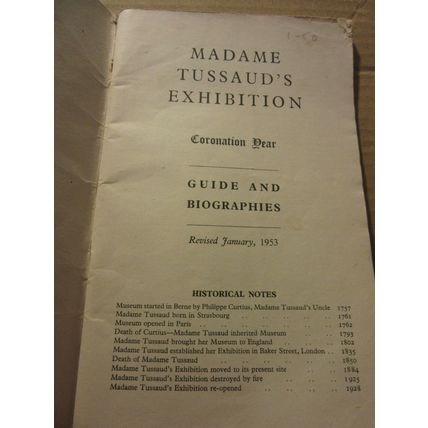 1-50
MADAME
TUSSAUD'S
EXHIBITION
Coronation Year
GUIDE AND
BIOGRAPHIES
Revised January, 1953
HISTORICAL NOTES
Museum started in Berne by Philippe Curtius, Madame Tussaud's Uncle 1757
Madame Tussaud born in Strasbourg .. .. .. .. .. 1761
Museum opened in Paris .. .. .. .. .. .. 1762
Death of Curtius—Madame Tussaud inherited Museum .. .. 1793
Madame Tussaud brought her Museum to England .. .. 1802
Madame Tussaud established her Exhibition in Baker Street, London .. 1835
Death of Madame Tussaud .. .. .. .. .. 1850
Madame Tussaud's Exhibition moved to its present site .. .. 1884
Madame Tussaud's Exhibition destroyed by fire .. .. .. 1925
Madame Tussaud's Exhibition re-opened .. .. .. 1928